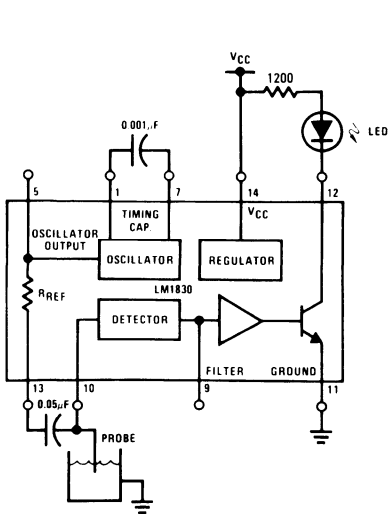 VCC
1200
0.001µF
LED
5
1
7
14
12
TIMING
CAP.
VCC
OSCILLATOR
OUTPUT
OSCILLATOR
REGULATOR
LM1830
RREF
DETECTOR
FILTER
GROUND
13
10
9
11
0.05µF
PROBE